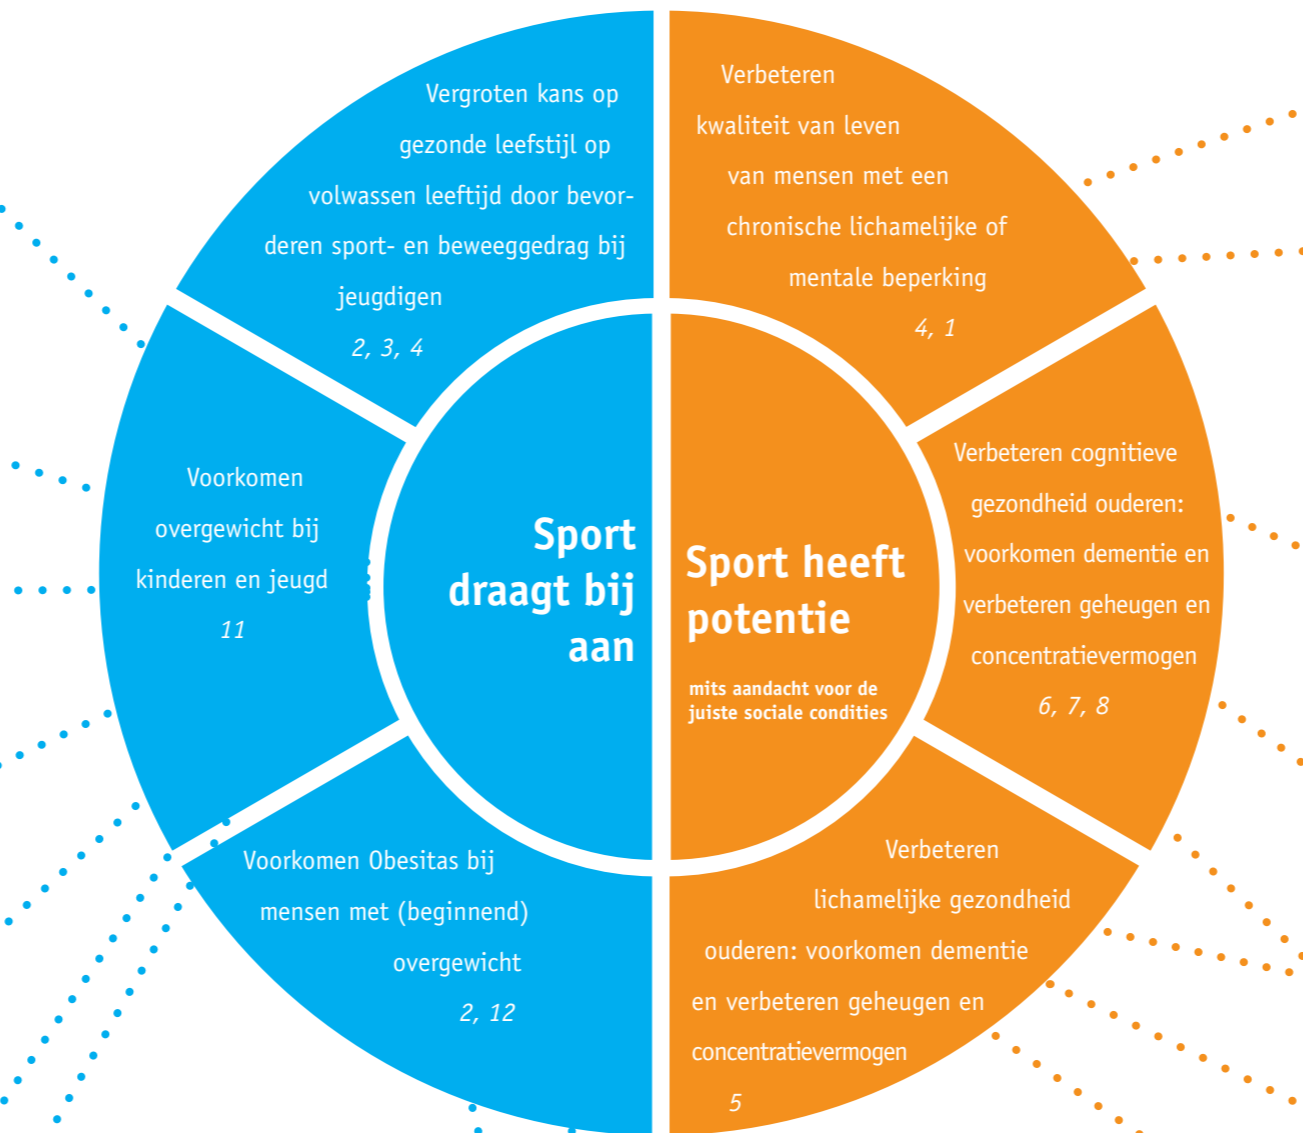 Vergroten kans op
gezonde leefstijl op
volwassen leeftijd door bevor-
deren sport- en beweeggedrag bij
jeugdigen
2, 3, 4
Voorkomen
overgewicht bij
kinderen en jeugd
11
Voorkomen Obesitas bij
mensen met (beginnend)
overgewicht
2, 12
Sport
draagt bij
aan
Sport heeft
potentie
mits aandacht voor de
juiste sociale condities
Verbeteren
kwaliteit van leven
van mensen met een
chronische lichamelijke of
mentale beperking
4, 1
Verbeteren cognitieve
gezondheid ouderen:
voorkomen dementie en
verbeteren geheugen en
concentratievermogen
6, 7, 8
Verbeteren
lichamelijke gezondheid
ouderen: voorkomen dementie
en verbeteren geheugen en
concentratievermogen
5